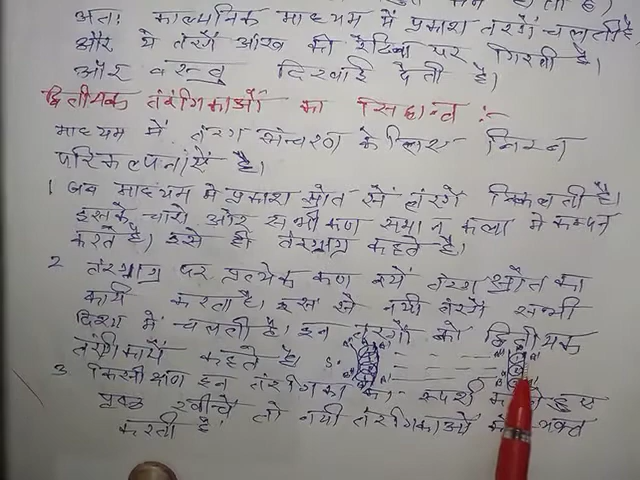 अतः काल्पनिक माध्यम में प्रकाश तरंगें चलती है,
और ये तरंगें आंख की रेटिना पर गिरती है।
और वस्तु दिखाई देती है।
द्वितीयक तरंगिकाओं का सिद्धान्त :-
माध्यम में तरंग संचरण के लिए निम्न
परिकल्पनाएं है।
1 जब माध्यम में प्रकाश स्रोत से तरंगें निकलती है।
इसके चारो ओर सभी कण समान कला में कम्पन
करते है। इसे ही तरंगाग्र कहते है।
2 तरंगाग्र पर प्रत्येक कण नये तरंग स्रोत का
कार्य करता है। इस से नयी तरंगें सभी
दिशा में चलती है। इन तरंगों को द्वितीयक
तरंगिकायें कहते है।
3 किसी क्षण इन तरंगिका का स्पर्श हुए
पृष्ठ खींचें तो नयी तरंगिकाओं व्यक्त
करती है